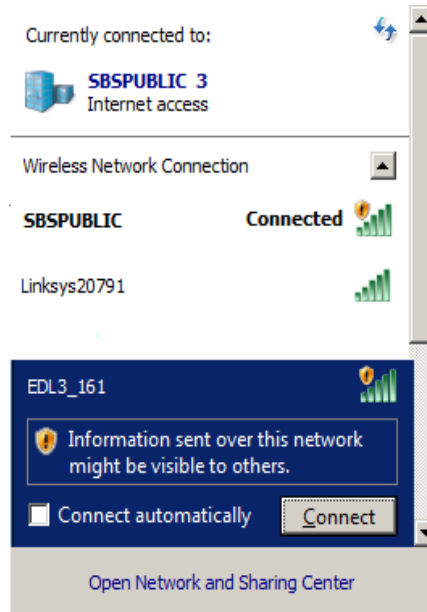 Currently connected to:
SBSPUBLIC 3
Internet access
Wireless Network Connection
SBSPUBLIC Connected
Linksys20791
EDL3_161
Information sent over this network
might be visible to others.
Connect automatically Connect
Open Network and Sharing Center